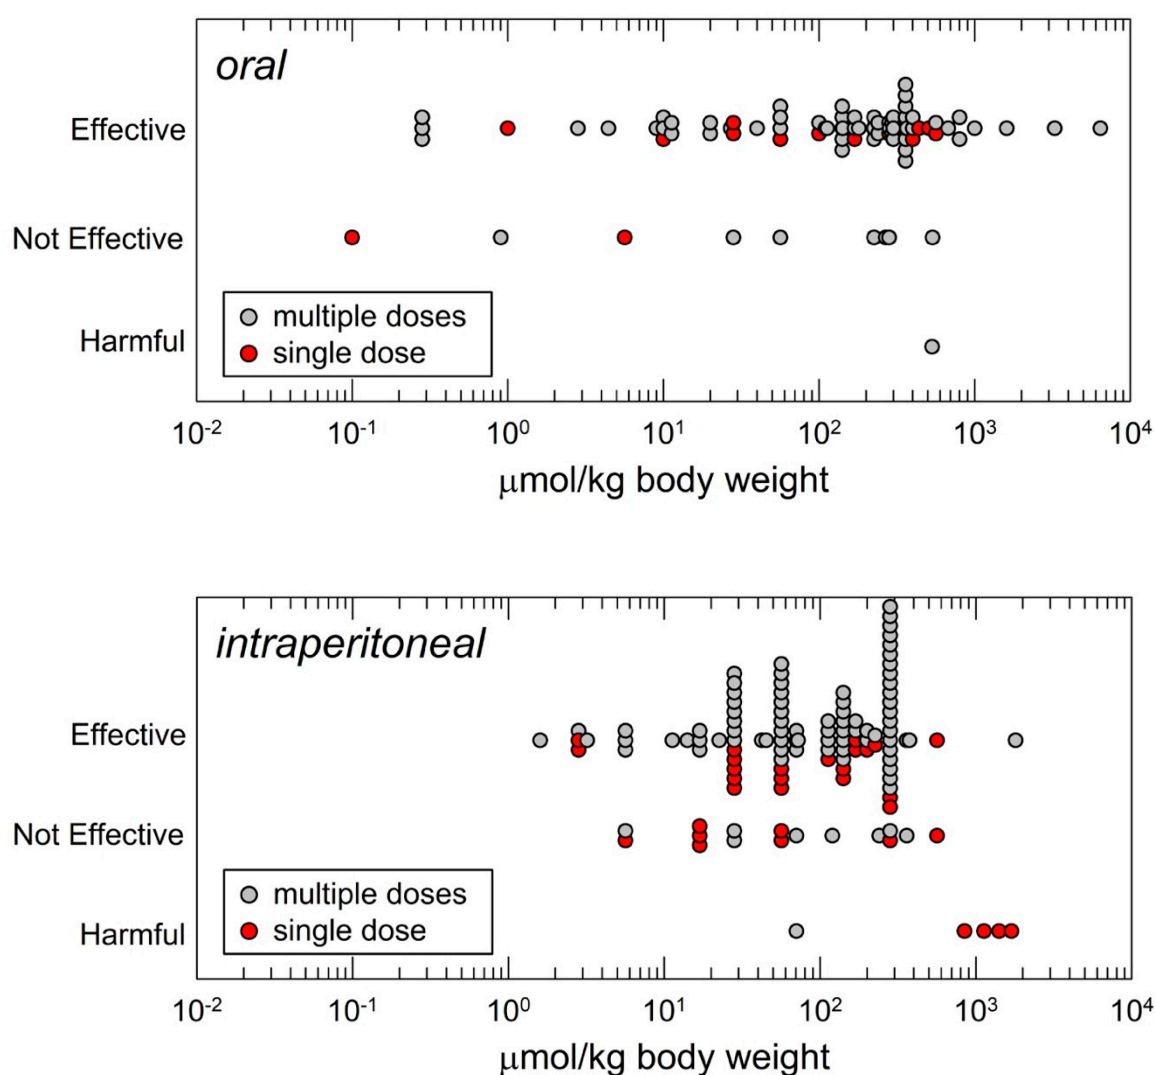 oral
Effective
Not Effective
Harmful
multiple doses
single dose
10⁻² 10⁻¹ 10⁰ 10¹ 10² 10³ 10⁴
μmol/kg body weight
intraperitoneal
Effective
Not Effective
multiple doses
single dose
Harmful
10⁻² 10⁻¹ 10⁰ 10¹ 10² 10³ 10⁴
μmol/kg body weight